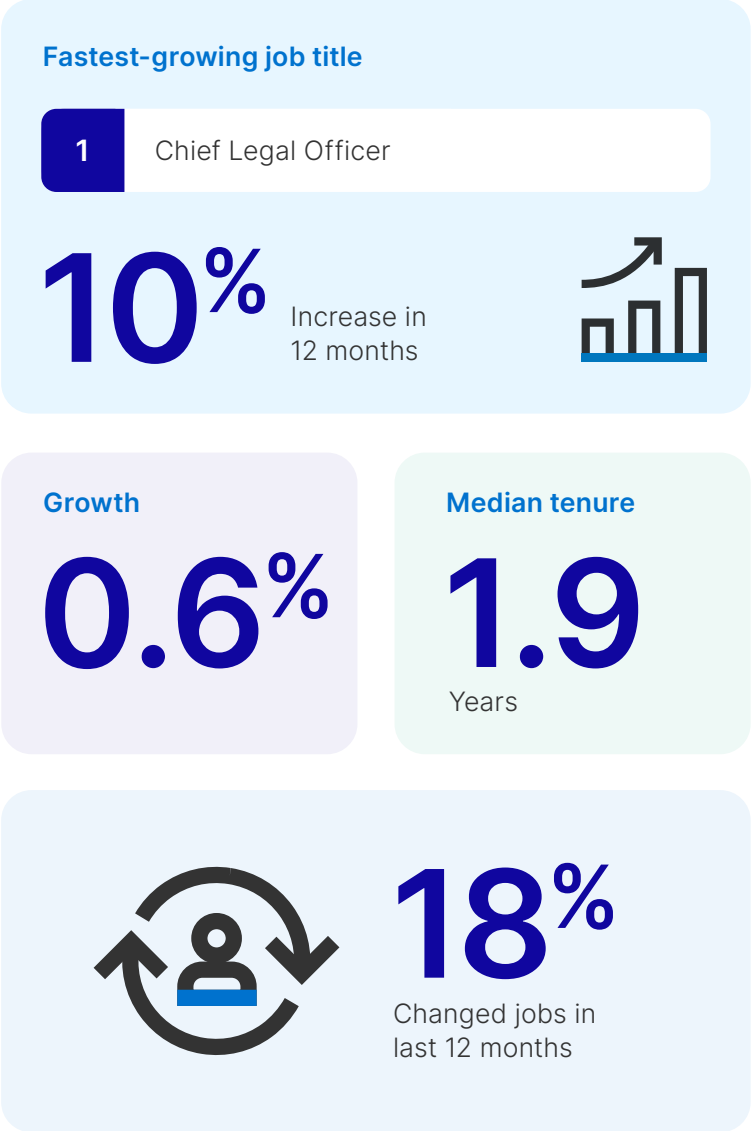 Fastest-growing job title
1 Chief Legal Officer
10%
Increase in
12 months
Growth
0.6%
Median tenure
1.9
Years
18%
Changed jobs in
last 12 months